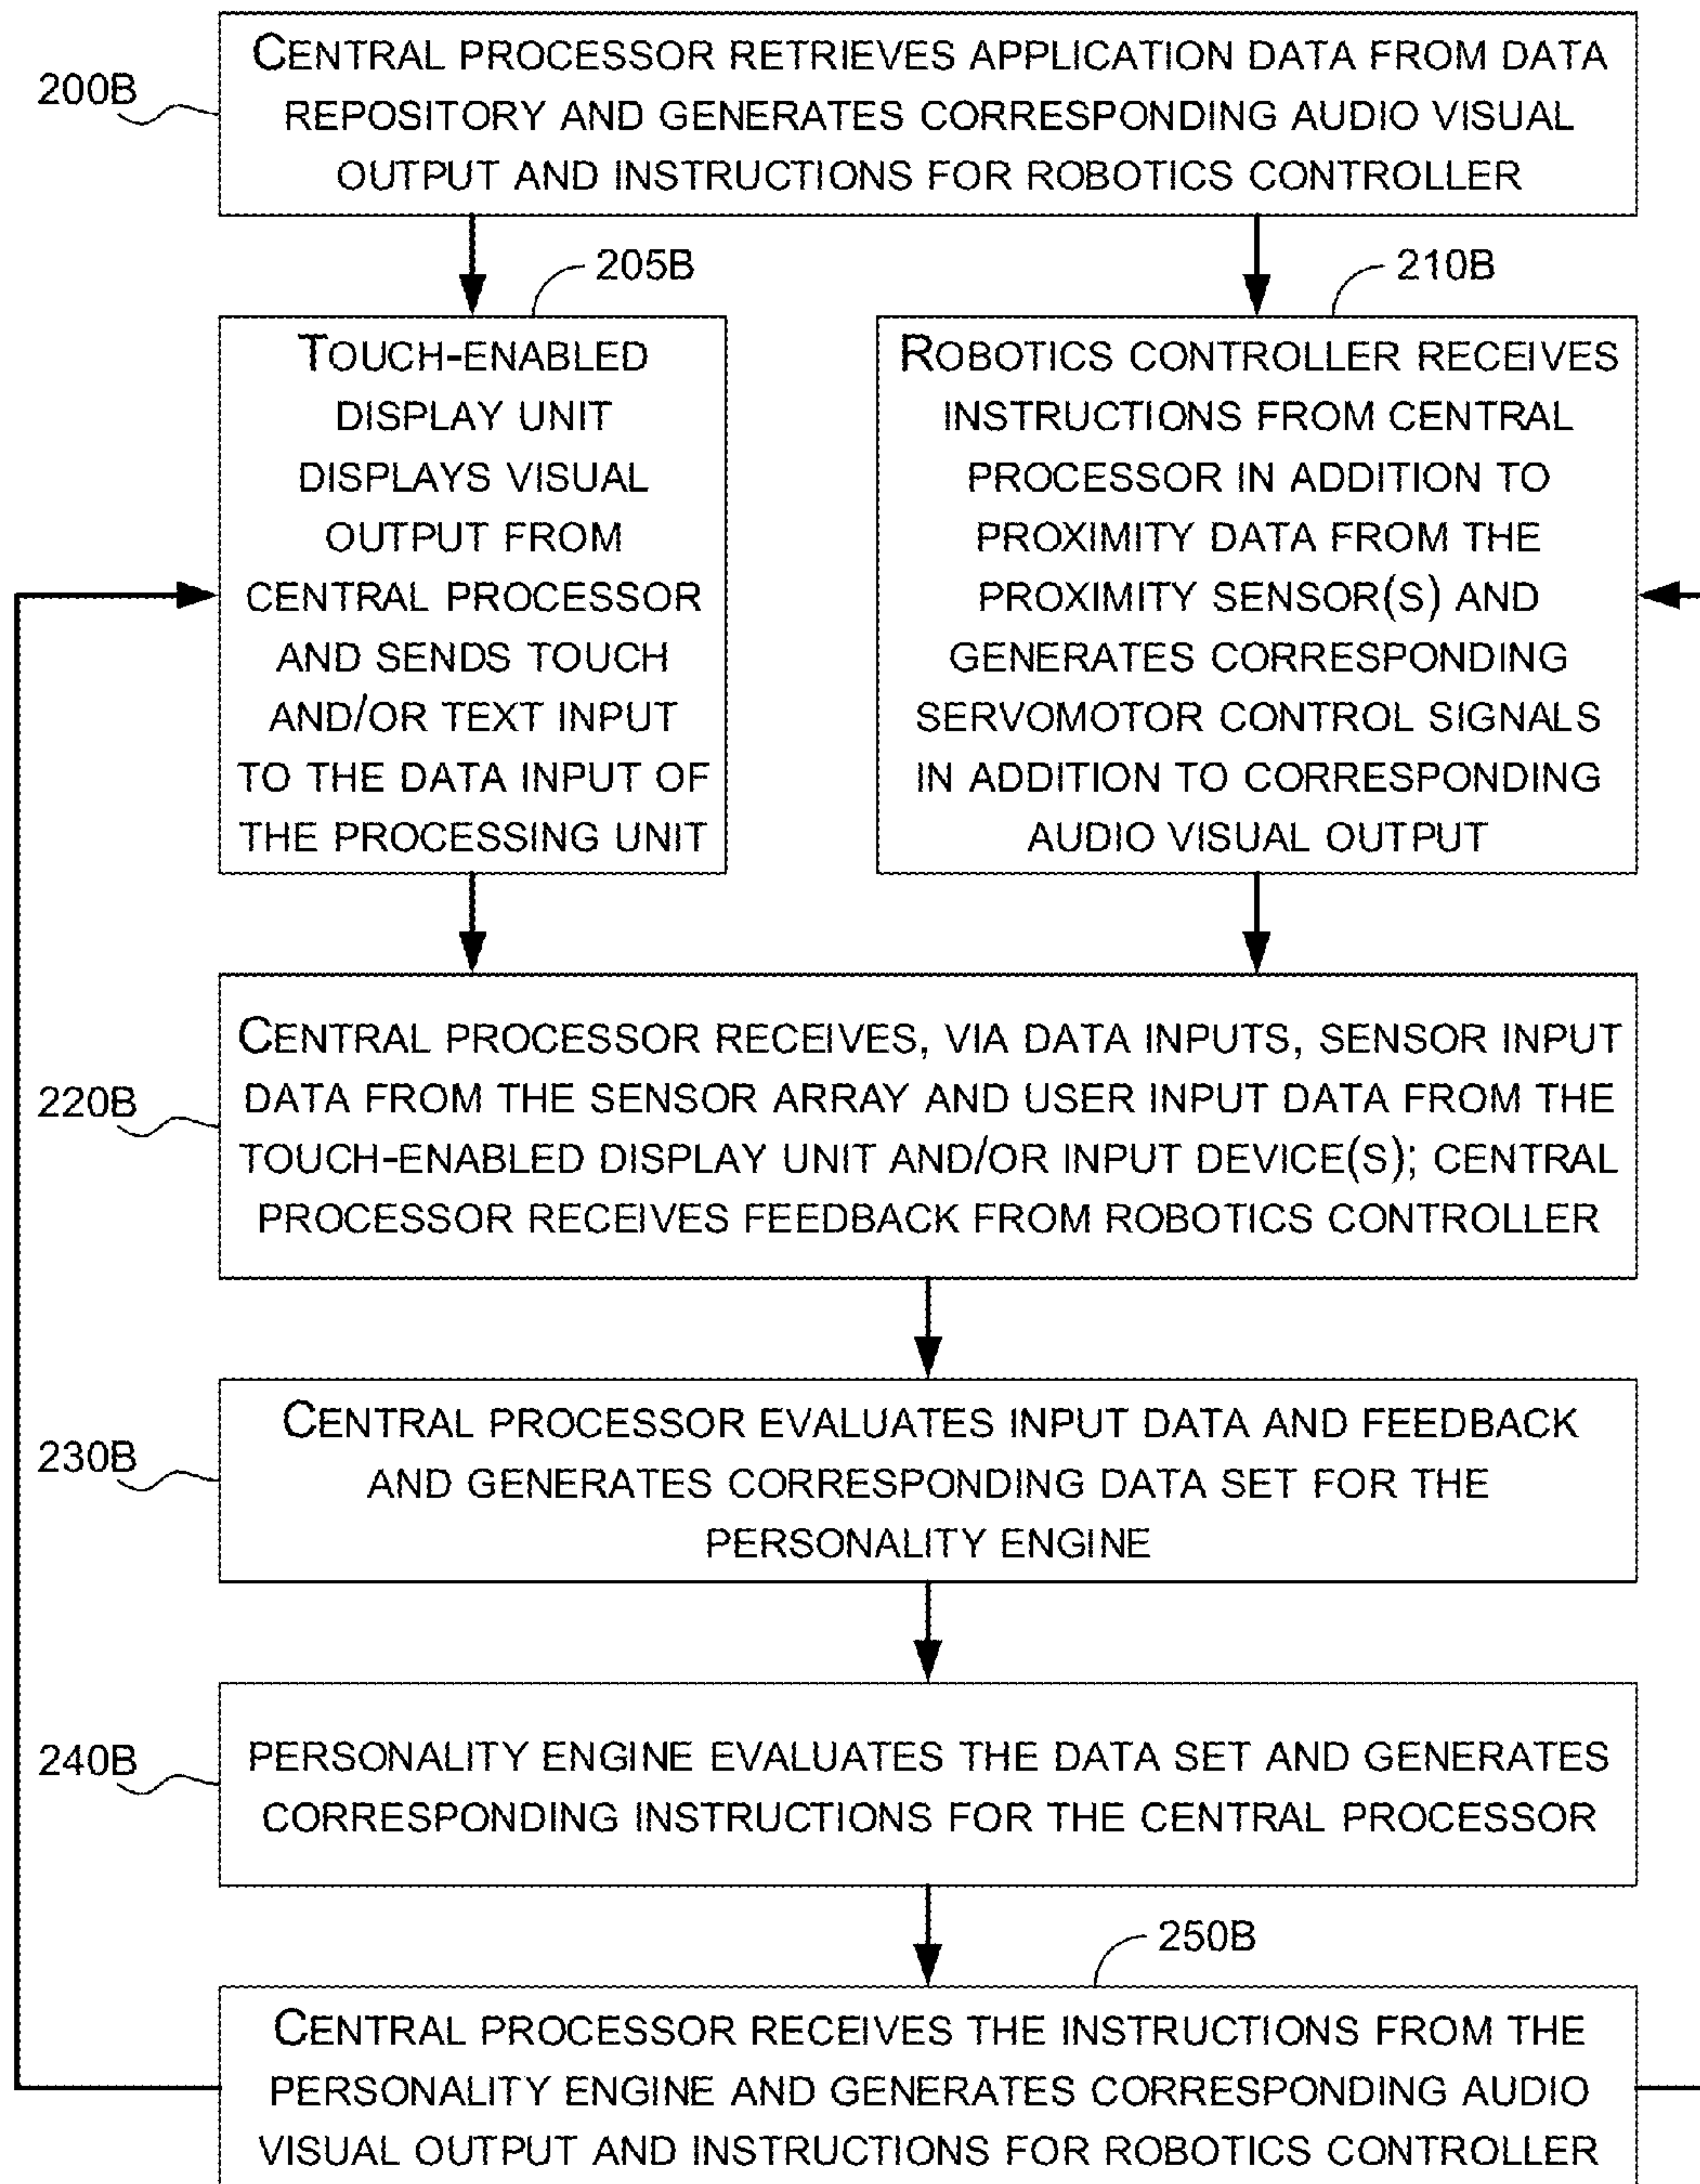 200B
CENTRAL PROCESSOR RETRIEVES APPLICATION DATA FROM DATA
REPOSITORY AND GENERATES CORRESPONDING AUDIO VISUAL
OUTPUT AND INSTRUCTIONS FOR ROBOTICS CONTROLLER
205B
TOUCH-ENABLED
DISPLAY UNIT
DISPLAYS VISUAL
OUTPUT FROM
CENTRAL PROCESSOR
AND SENDS TOUCH
AND/OR TEXT INPUT
TO THE DATA INPUT OF
THE PROCESSING UNIT
210B
ROBOTICS CONTROLLER RECEIVES
INSTRUCTIONS FROM CENTRAL
PROCESSOR IN ADDITION TO
PROXIMITY DATA FROM THE
PROXIMITY SENSOR(S) AND
GENERATES CORRESPONDING
SERVOMOTOR CONTROL SIGNALS
IN ADDITION TO CORRESPONDING
AUDIO VISUAL OUTPUT
220B
CENTRAL PROCESSOR RECEIVES, VIA DATA INPUTS, SENSOR INPUT
DATA FROM THE SENSOR ARRAY AND USER INPUT DATA FROM THE
TOUCH-ENABLED DISPLAY UNIT AND/OR INPUT DEVICE(S); CENTRAL
PROCESSOR RECEIVES FEEDBACK FROM ROBOTICS CONTROLLER
230B
CENTRAL PROCESSOR EVALUATES INPUT DATA AND FEEDBACK
AND GENERATES CORRESPONDING DATA SET FOR THE
PERSONALITY ENGINE
240B
PERSONALITY ENGINE EVALUATES THE DATA SET AND GENERATES
CORRESPONDING INSTRUCTIONS FOR THE CENTRAL PROCESSOR
250B
CENTRAL PROCESSOR RECEIVES THE INSTRUCTIONS FROM THE
PERSONALITY ENGINE AND GENERATES CORRESPONDING AUDIO
VISUAL OUTPUT AND INSTRUCTIONS FOR ROBOTICS CONTROLLER